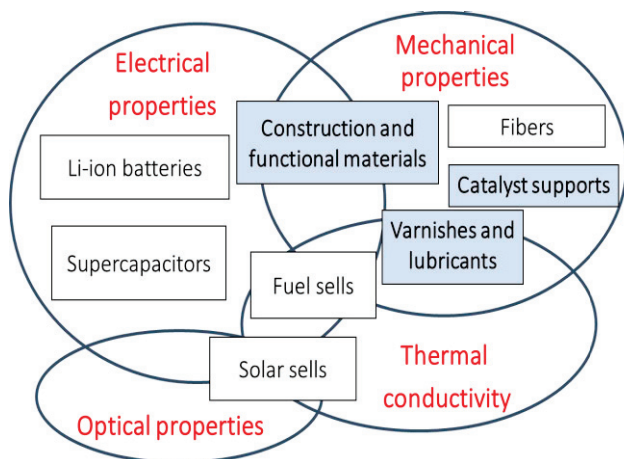 Electrical
properties
Mechanical
properties
Construction and
functional materials
Fibers
Li-ion batteries
Catalyst supports
Varnishes and
lubricants
Supercapacitors
Fuel sells
Solar sells
Thermal
conductivity
Optical properties